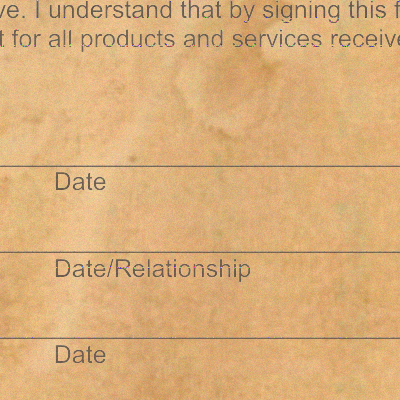 ve. I understand that by signing this f
t for all products and services receive
Date
Date/Relationship
Date